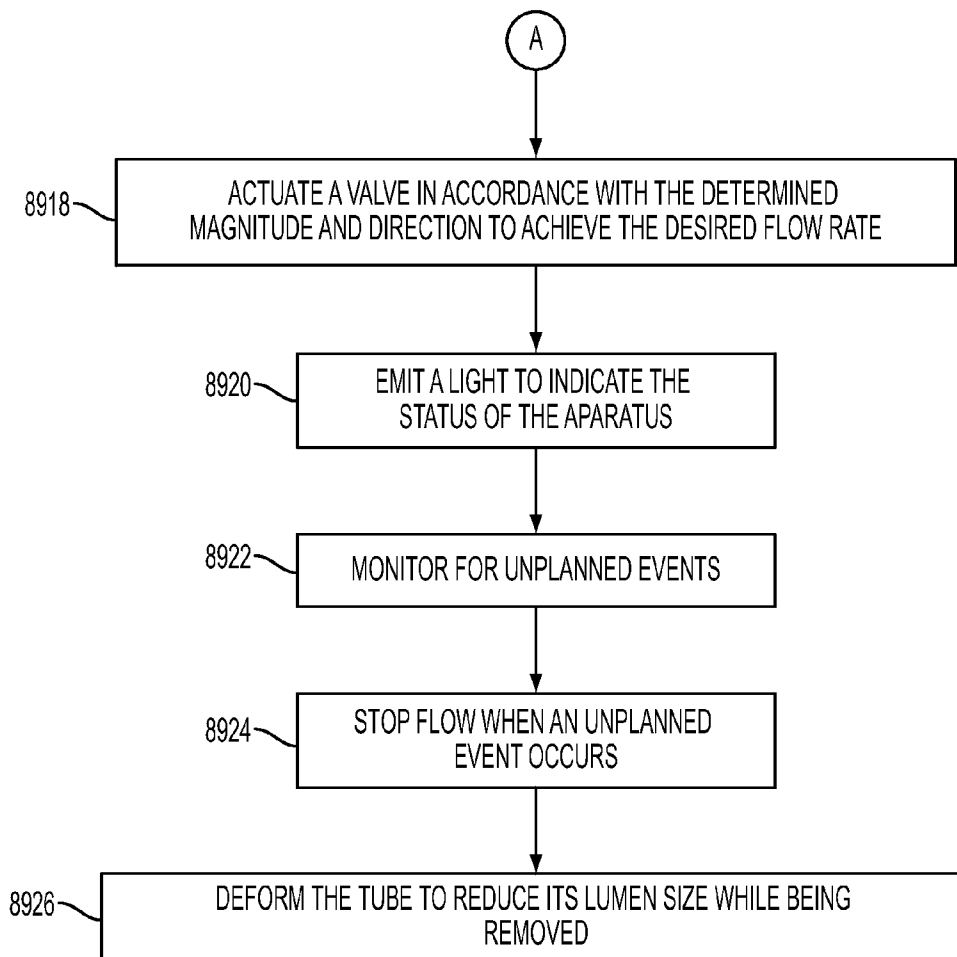 A
8918
ACTUATE A VALVE IN ACCORDANCE WITH THE DETERMINED
MAGNITUDE AND DIRECTION TO ACHIEVE THE DESIRED FLOW RATE
8920
EMIT A LIGHT TO INDICATE THE
STATUS OF THE APARATUS
8922
MONITOR FOR UNPLANNED EVENTS
8924
STOP FLOW WHEN AN UNPLANNED
EVENT OCCURS
8926
DEFORM THE TUBE TO REDUCE ITS LUMEN SIZE WHILE BEING
REMOVED